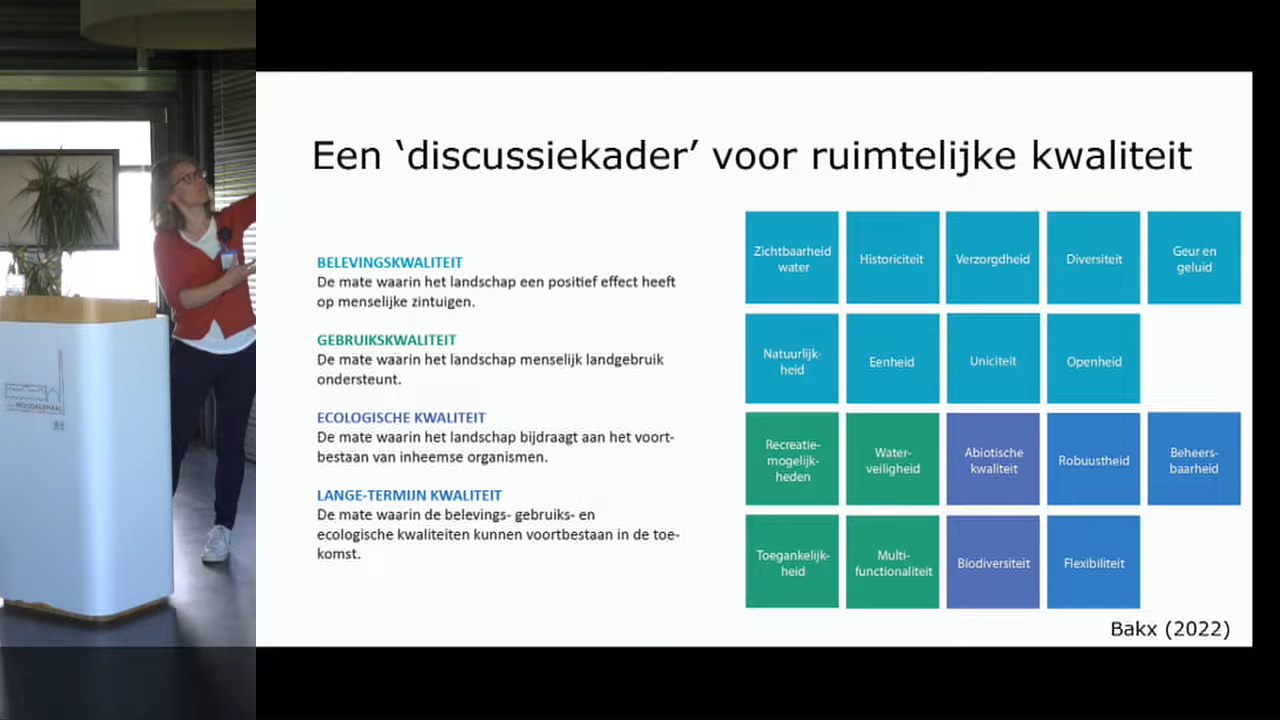 Een ‘discussiekader’ voor ruimtelijke kwaliteit
BELEVINGSKWALITEIT
De mate waarin het landschap een positief effect heeft
op menselijke zintuigen.
GEBRUIKSKWALITEIT
De mate waarin het landschap menselijk landgebruik
ondersteunt.
ECOLOGISCHE KWALITEIT
De mate waarin het landschap bijdraagt aan het voort-
bestaan van inheemse organismen.
LANGE-TERMIJN KWALITEIT
De mate waarin de belevings- gebruiks- en
ecologische kwaliteiten kunnen voortbestaan in de toe-
komst.
Zichtbaarheid
water
Historiciteit
Verzorgdheid
Diversiteit
Geur en
geluid
Natuurlijk-
heid
Eenheid
Uniciteit
Openheid
Recreatie-
mogelijk-
heden
Water-
veiligheid
Abiotische
kwaliteit
Robuustheid
Beheers-
baarheid
Toegankelijk-
heid
Multi-
functionaliteit
Biodiversiteit
Flexibiliteit
Bakx (2022)
WOUDAGEMAAL